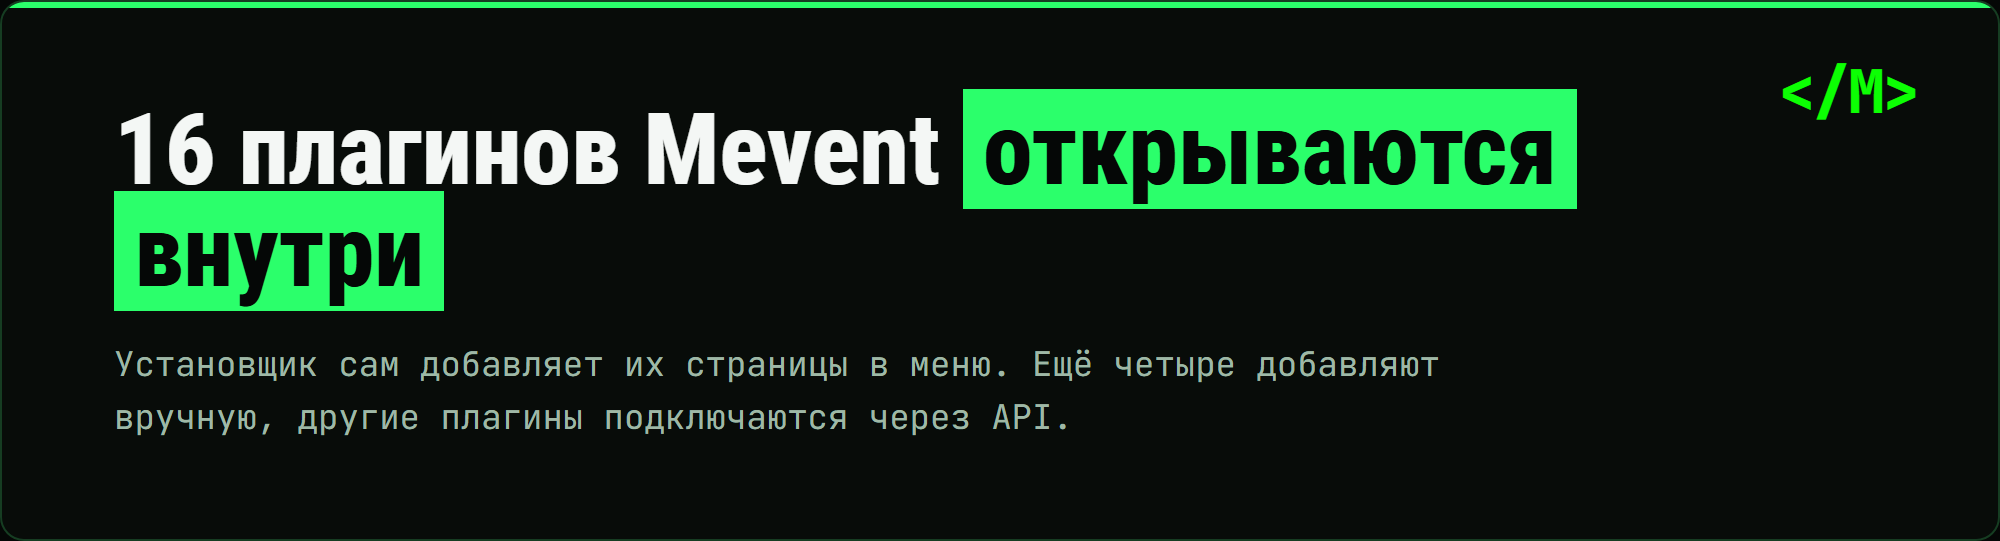 </M>
16 плагинов Mevent открываются
внутри
Установщик сам добавляет их страницы в меню. Ещё четыре добавляют
вручную, другие плагины подключаются через API.